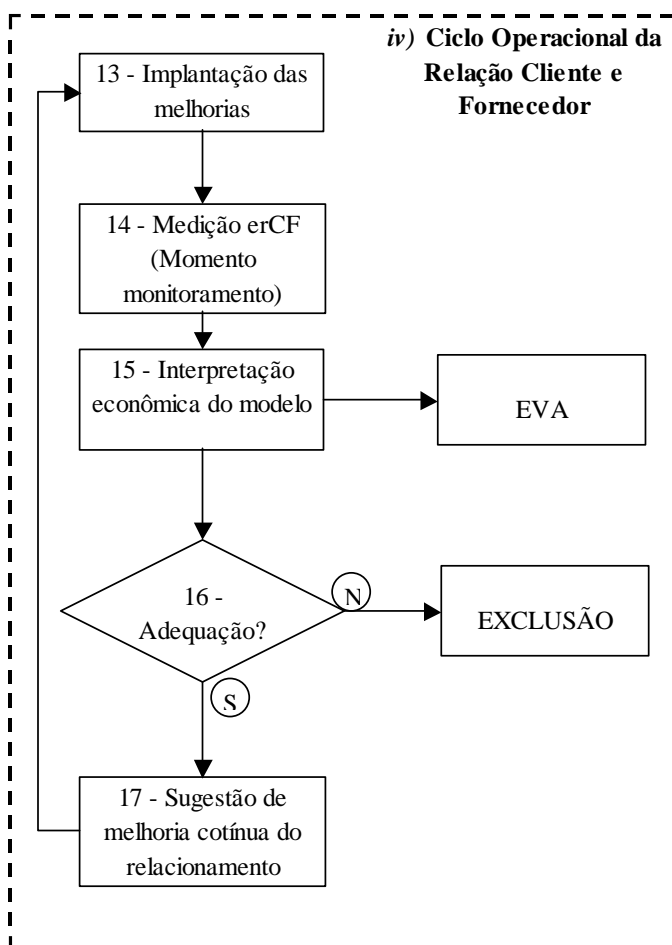 iv) Ciclo Operacional da
Relação Cliente e
Fornecedor
13 - Implantação das
melhorias
14 - Medição erCF
(Momento
monitoramento)
15 - Interpretação
econômica do modelo
EVA
16 -
Adequação?
N
EXCLUSÃO
S
17 - Sugestão de
melhoria cotínua do
relacionamento